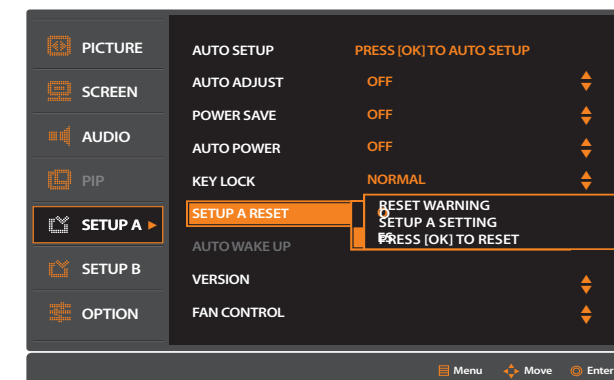 PICTURE
SCREEN
AUDIO
PIP
SETUP A
SETUP B
OPTION
AUTO SETUP PRESS [OK] TO AUTO SETUP
AUTO ADJUST OFF
POWER SAVE OFF
AUTO POWER OFF
KEY LOCK NORMAL
SETUP A RESET
AUTO WAKE UP
VERSION
FAN CONTROL
RESET WARNING
SETUP A SETTING
PRESS [OK] TO RESET
Menu Move Enter